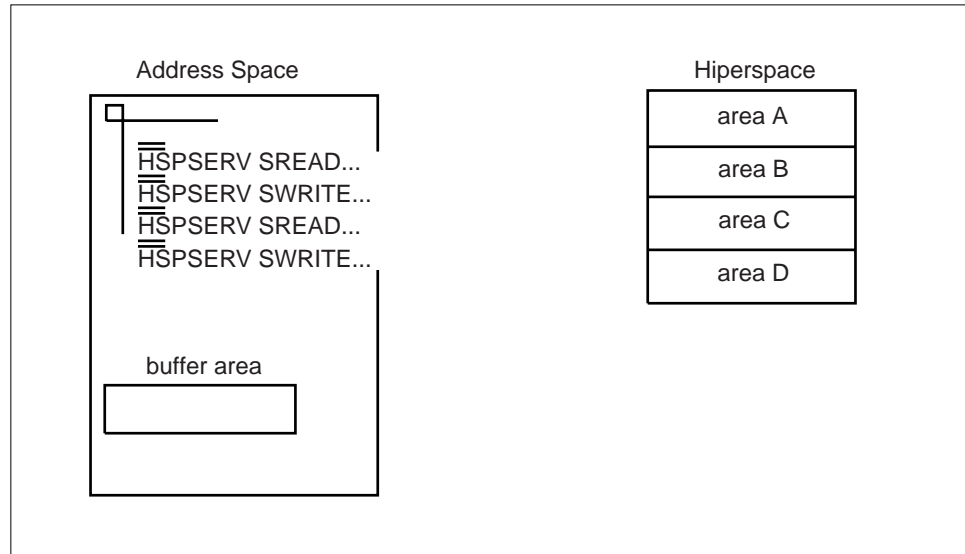 Address Space
HSPSERV SREAD...
HSPSERV SWRITE...
HSPSERV SREAD...
HSPSERV SWRITE...
buffer area
Hiperspace
area A
area B
area C
area D